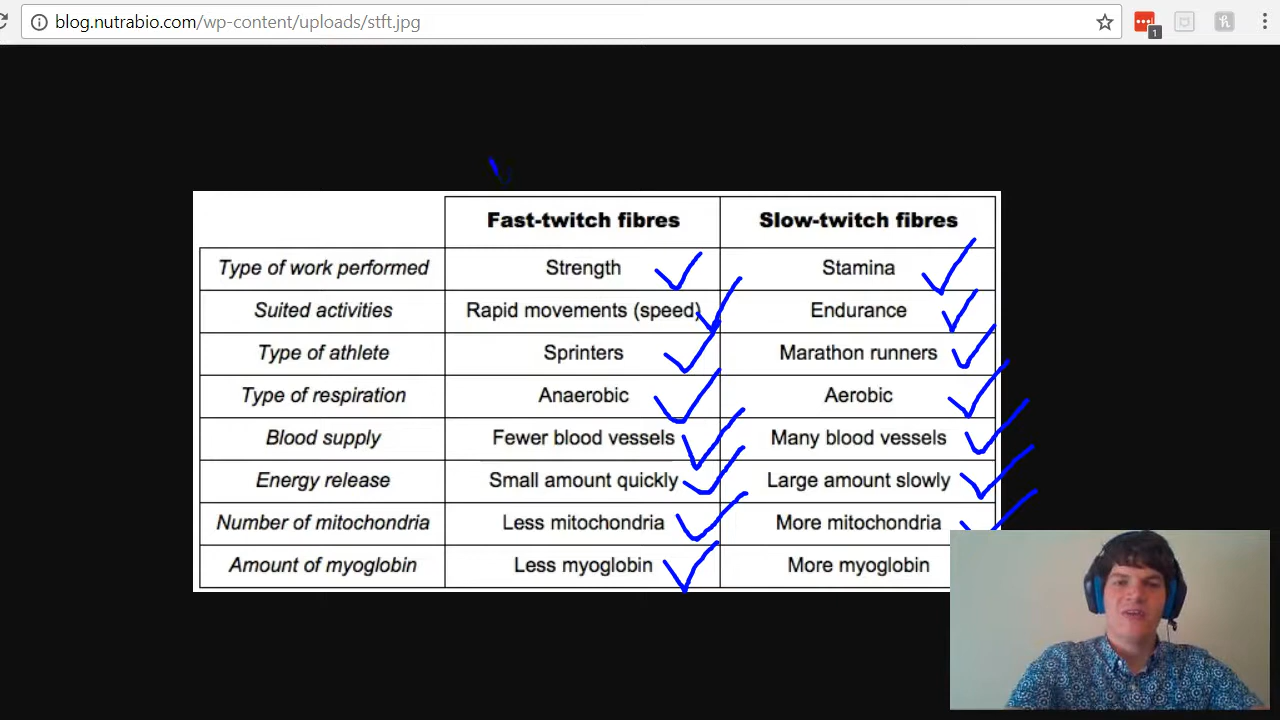 blog.nutrabio.com/wp-content/uploads/stft.jpg
1
Fast-twitch fibres Slow-twitch fibres
Type of work performed Strength Stamina
Suited activities Rapid movements (speed) Endurance
Type of athlete Sprinters Marathon runners
Type of respiration Anaerobic Aerobic
Blood supply Fewer blood vessels Many blood vessels
Energy release Small amount quickly Large amount slowly
Number of mitochondria Less mitochondria More mitochondria
Amount of myoglobin Less myoglobin More myoglobin